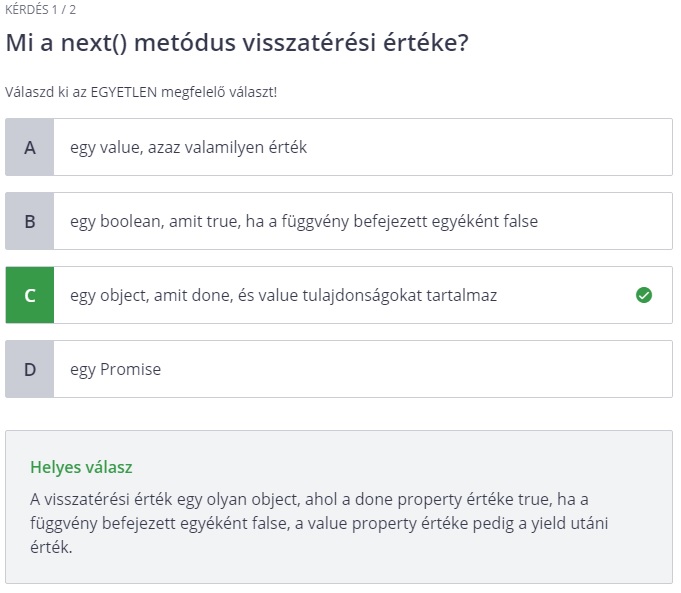 KÉRDÉS 1 / 2
Mi a next() metódus visszatérési értéke?
Válaszd ki az EGYETLEN megfelelő választ!
A egy value, azaz valamilyen érték
B egy boolean, amit true, ha a függvény befejezett egyéként false
C egy object, amit done, és value tulajdonságokat tartalmaz
D egy Promise
Helyes válasz
A visszatérési érték egy olyan object, ahol a done property értéke true, ha a
függvény befejezett egyéként false, a value property értéke pedig a yield utáni
érték.